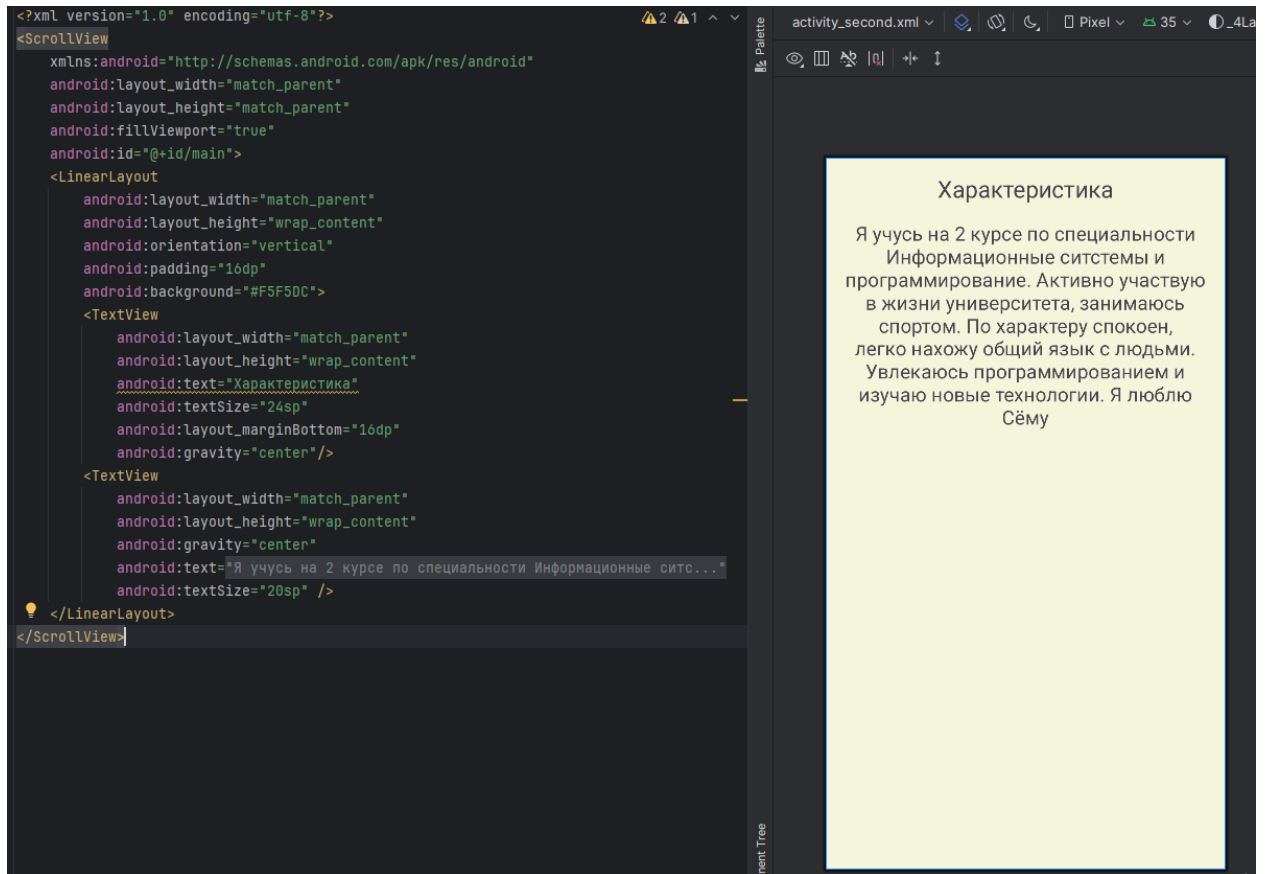 <?xml version="1.0" encoding="utf-8"?>
2 1
<ScrollView
xmlns:android="http://schemas.android.com/apk/res/android"
android:layout_width="match_parent"
android:layout_height="match_parent"
android:fillViewport="true"
android:id="@+id/main">
<LinearLayout
android:layout_width="match_parent"
android:layout_height="wrap_content"
android:orientation="vertical"
android:padding="16dp"
android:background="#F5F5DC">
<TextView
android:layout_width="match_parent"
android:layout_height="wrap_content"
android:text="Характеристика"
android:textSize="24sp"
android:layout_marginBottom="16dp"
android:gravity="center"/>
<TextView
android:layout_width="match_parent"
android:layout_height="wrap_content"
android:gravity="center"
android:text="Я учусь на 2 курсе по специальности Информационные ситс..."
android:textSize="20sp" />
</LinearLayout>
</ScrollView>
Palette
activity_second.xml Pixel 35 _4La
Характеристика
Я учусь на 2 курсе по специальности
Информационные ситстемы и
программирование. Активно участвую
в жизни университета, занимаюсь
спортом. По характеру спокоен,
легко нахожу общий язык с людьми.
Увлекаюсь программированием и
изучаю новые технологии. Я люблю
Сёму
nent Tree